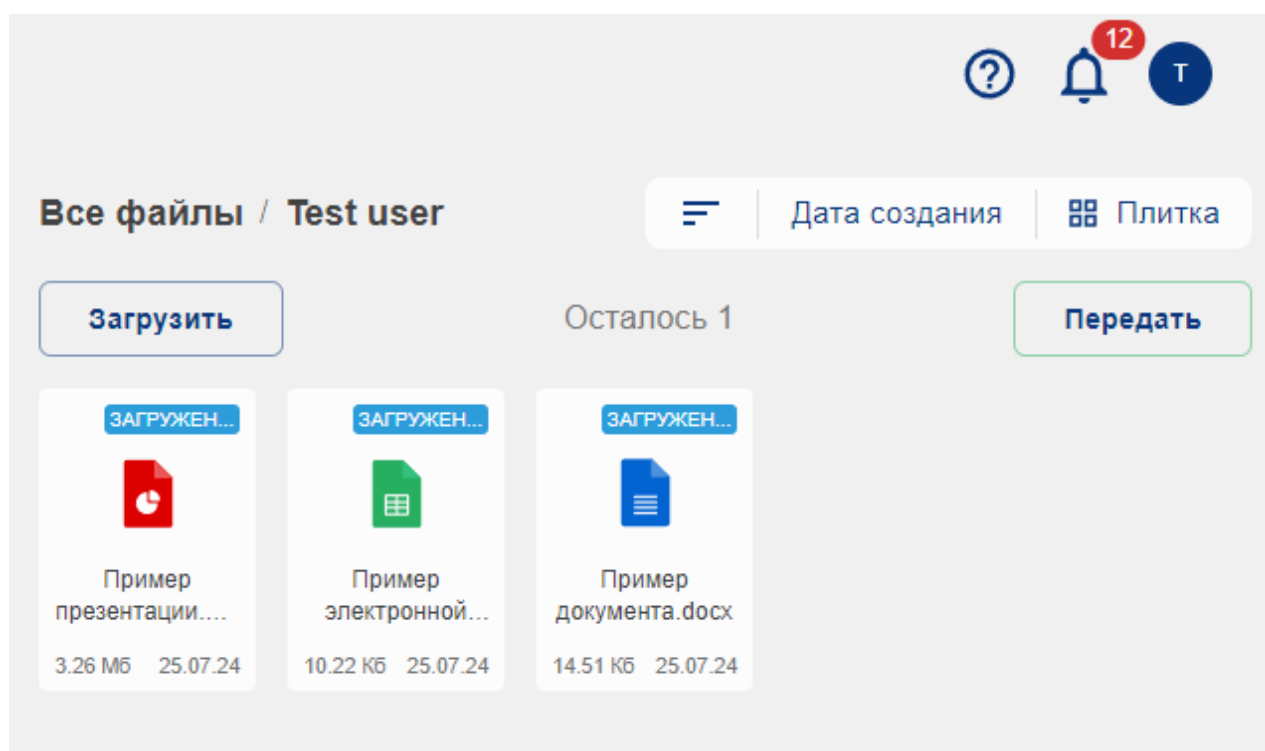 12
T
Все файлы / Test user
Дата создания
Плитка
Загрузить
Осталось 1
Передать
ЗАГРУЖЕН...
ЗАГРУЖЕН...
ЗАГРУЖЕН...
Пример
презентации....
Пример
электронной...
Пример
документа.docx
3.26 Мб 25.07.24
10.22 Кб 25.07.24
14.51 Кб 25.07.24